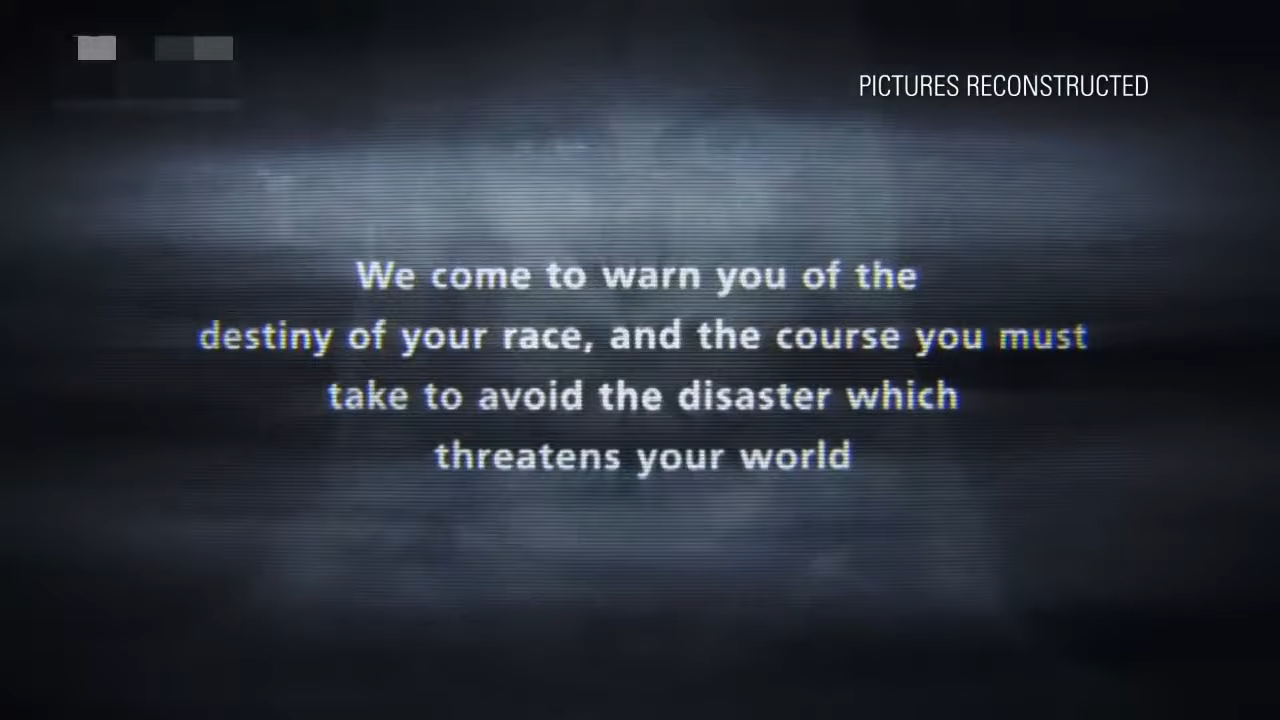 PICTURES RECONSTRUCTED
We come to warn you of the
destiny of your race, and the course you must
take to avoid the disaster which
threatens your world